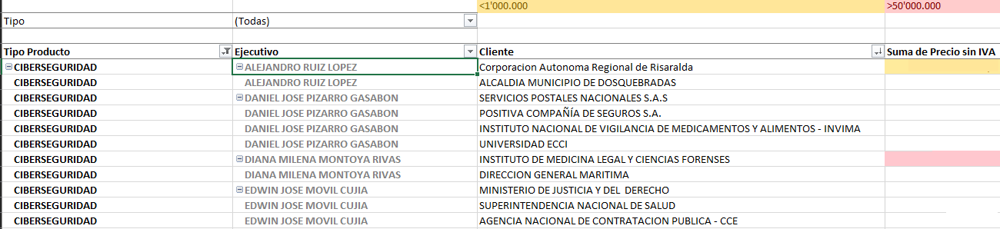 <1'000.000 >50'000.000
Tipo (Todas)
Tipo Producto Ejecutivo Cliente Suma de Precio sin IVA
CIBERSEGURIDAD ALEJANDRO RUIZ LOPEZ Corporacion Autonoma Regional de Risaralda
CIBERSEGURIDAD ALEJANDRO RUIZ LOPEZ ALCALDIA MUNICIPIO DE DOSQUEBRADAS
CIBERSEGURIDAD DANIEL JOSE PIZARRO GASABON SERVICIOS POSTALES NACIONALES S.A.S
CIBERSEGURIDAD DANIEL JOSE PIZARRO GASABON POSITIVA COMPAÑÍA DE SEGUROS S.A.
CIBERSEGURIDAD DANIEL JOSE PIZARRO GASABON INSTITUTO NACIONAL DE VIGILANCIA DE MEDICAMENTOS Y ALIMENTOS - INVIMA
CIBERSEGURIDAD DANIEL JOSE PIZARRO GASABON UNIVERSIDAD ECCI
CIBERSEGURIDAD DIANA MILENA MONTOYA RIVAS INSTITUTO DE MEDICINA LEGAL Y CIENCIAS FORENSES
CIBERSEGURIDAD DIANA MILENA MONTOYA RIVAS DIRECCION GENERAL MARITIMA
CIBERSEGURIDAD EDWIN JOSE MOVIL CUJIA MINISTERIO DE JUSTICIA Y DEL DERECHO
CIBERSEGURIDAD EDWIN JOSE MOVIL CUJIA SUPERINTENDENCIA NACIONAL DE SALUD
CIBERSEGURIDAD EDWIN JOSE MOVIL CUJIA AGENCIA NACIONAL DE CONTRATACION PUBLICA - CCE